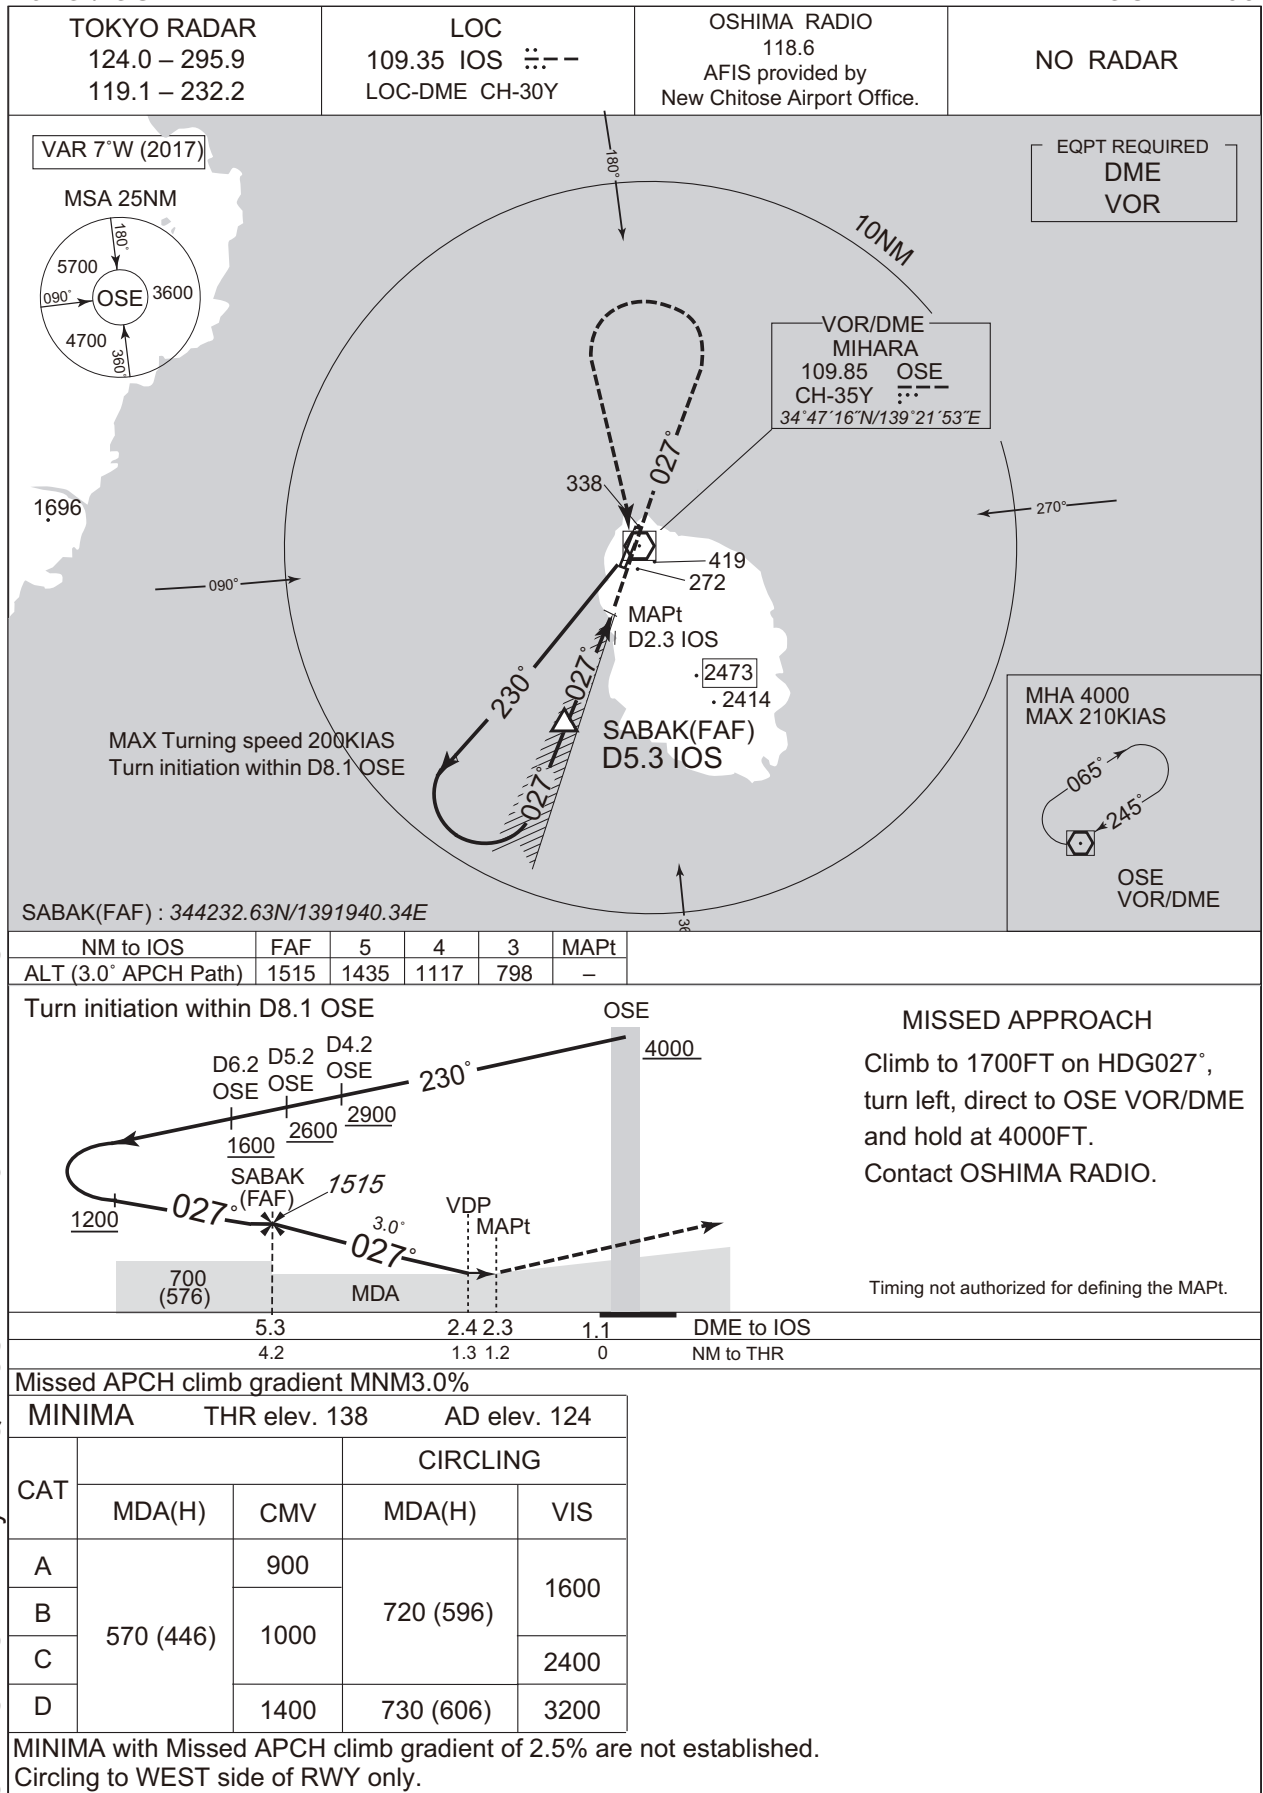 TOKYO RADAR
124.0 – 295.9
119.1 – 232.2
LOC
109.35 IOS
LOC-DME CH-30Y
OSHIMA RADIO
118.6
AFIS provided by
New Chitose Airport Office.
NO RADAR
VAR 7˚W (2017)
MSA 25NM
180˚
5700
090˚
OSE
3600
4700
360˚
180˚
EQPT REQUIRED
DME
VOR
10NM
VOR/DME
MIHARA
109.85 OSE
CH-35Y
34˚47´16˝N/139˚21´53˝E
027˚
338
1696
270˚
090˚
419
272
MAPt
D2.3 IOS
027˚
230˚
2473
2414
SABAK(FAF)
D5.3 IOS
MAX Turning speed 200KIAS
Turn initiation within D8.1 OSE
027˚
MHA 4000
MAX 210KIAS
065˚
245˚
OSE
VOR/DME
SABAK(FAF) : 344232.63N/1391940.34E
NM to IOS FAF 5 4 3 MAPt
ALT (3.0˚ APCH Path) 1515 1435 1117 798 –
Turn initiation within D8.1 OSE
OSE
4000
D6.2
OSE
D5.2
OSE
D4.2
OSE
230˚
2900
2600
1600
SABAK
(FAF)
1515
1200
027˚
3.0˚
027˚
VDP
MAPt
700
(576)
MDA
MISSED APPROACH
Climb to 1700FT on HDG027˚,
turn left, direct to OSE VOR/DME
and hold at 4000FT.
Contact OSHIMA RADIO.
Timing not authorized for defining the MAPt.
5.3 2.4 2.3 1.1 DME to IOS
4.2 1.3 1.2 0 NM to THR
Missed APCH climb gradient MNM3.0%
MINIMA THR elev. 138 AD elev. 124
CAT
CIRCLING
MDA(H) CMV MDA(H) VIS
A 900
B 570 (446) 1000 720 (596) 1600
C 2400
D 1400 730 (606) 3200
MINIMA with Missed APCH climb gradient of 2.5% are not established.
Circling to WEST side of RWY only.